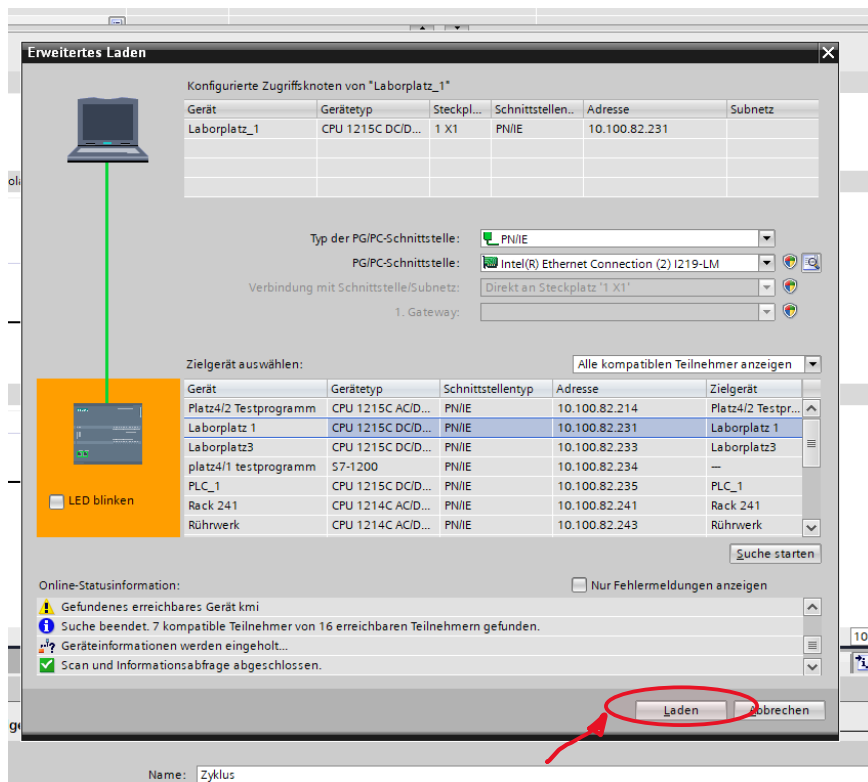 Erweitertes Laden
Konfigurierte Zugriffsknoten von "Laborplatz_1"
Gerät Gerätetyp Steckpl... Schnittstellen.. Adresse Subnetz
Laborplatz_1 CPU 1215C DC/D... 1 X1 PN/IE 10.100.82.231
Typ der PG/PC-Schnittstelle: PN/IE
PG/PC-Schnittstelle: Intel(R) Ethernet Connection (2) I219-LM
Verbindung mit Schnittstelle/Subnetz: Direkt an Steckplatz '1 X1'
1. Gateway:
Zielgerät auswählen: Alle kompatiblen Teilnehmer anzeigen
Gerät Gerätetyp Schnittstellentyp Adresse Zielgerät
Platz4/2 Testprogramm CPU 1215C AC/D... PN/IE 10.100.82.214 Platz4/2 Testpr...
Laborplatz 1 CPU 1215C DC/D... PN/IE 10.100.82.231 Laborplatz 1
Laborplatz3 CPU 1215C DC/D... PN/IE 10.100.82.233 Laborplatz3
platz4/1 testprogramm S7-1200 PN/IE 10.100.82.234 —
PLC_1 CPU 1215C DC/D... PN/IE 10.100.82.235 PLC_1
Rack 241 CPU 1214C AC/D... PN/IE 10.100.82.241 Rack 241
Rührwerk CPU 1214C AC/D... PN/IE 10.100.82.243 Rührwerk
LED blinken
Suche starten
Online-Statusinformation: Nur Fehlermeldungen anzeigen
Gefundenes erreichbares Gerät kmi
Suche beendet. 7 kompatible Teilnehmer von 16 erreichbaren Teilnehmern gefunden.
Geräteinformationen werden eingeholt...
Scan und Informationsabfrage abgeschlossen.
10
Laden Abbrechen
Name: Zyklus